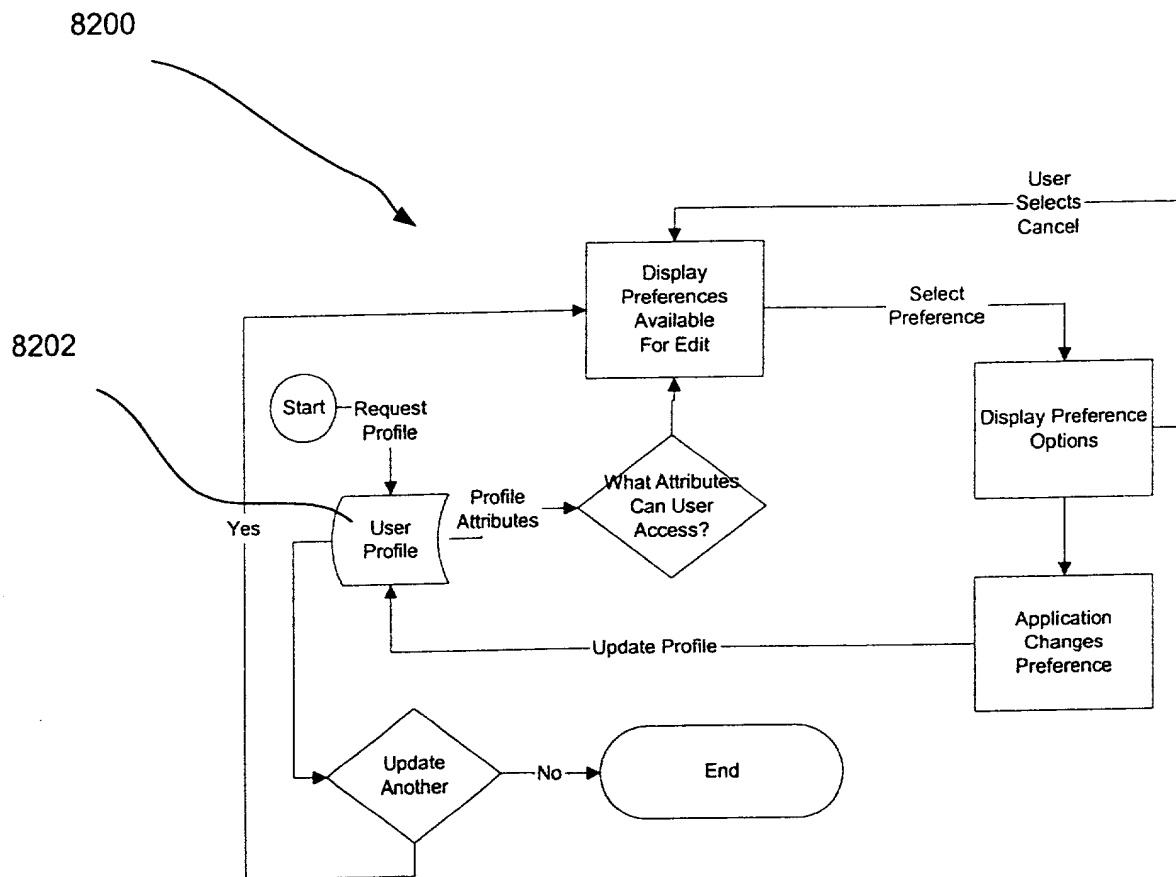 8200
User
Selects
Cancel
Display
Preferences
Available
For Edit
Select
Preference
8202
Start
Request
Profile
Display Preference
Options
What Attributes
Can User
Access?
Profile
Attributes
User
Profile
Yes
Application
Changes
Preference
Update Profile
Update
Another
No
End